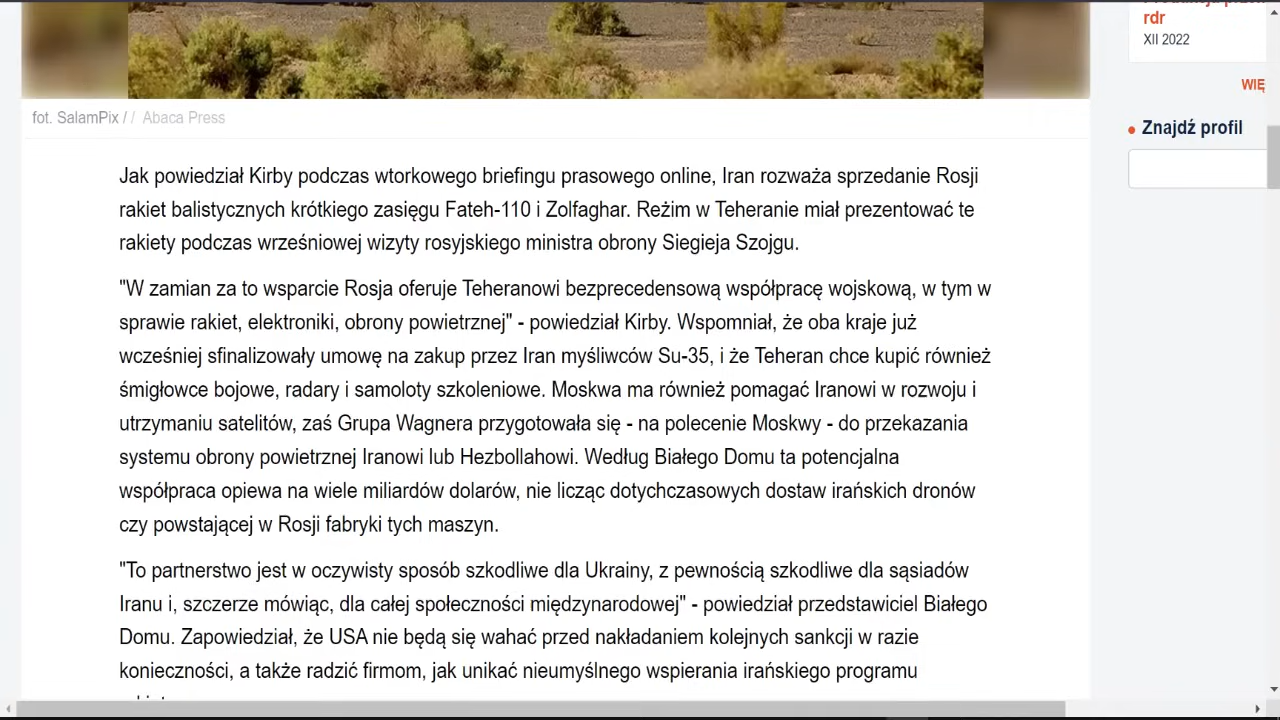 rdr
XII 2022
WIĘ
Znajdź profil
fot. SalamPix / / Abaca Press
Jak powiedział Kirby podczas wtorkowego briefingu prasowego online, Iran rozważa sprzedanie Rosji
rakiet balistycznych krótkiego zasięgu Fateh-110 i Zolfaghar. Reżim w Teheranie miał prezentować te
rakiety podczas wrześniowej wizyty rosyjskiego ministra obrony Siegieja Szojgu.
"W zamian za to wsparcie Rosja oferuje Teheranowi bezprecedensową współpracę wojskową, w tym w
sprawie rakiet, elektroniki, obrony powietrznej" - powiedział Kirby. Wspomniał, że oba kraje już
wcześniej sfinalizowały umowę na zakup przez Iran myśliwców Su-35, i że Teheran chce kupić również
śmigłowce bojowe, radary i samoloty szkoleniowe. Moskwa ma również pomagać Iranowi w rozwoju i
utrzymaniu satelitów, zaś Grupa Wagnera przygotowała się - na polecenie Moskwy - do przekazania
systemu obrony powietrznej Iranowi lub Hezbollahowi. Według Białego Domu ta potencjalna
współpraca opiewa na wiele miliardów dolarów, nie licząc dotychczasowych dostaw irańskich dronów
czy powstającej w Rosji fabryki tych maszyn.
"To partnerstwo jest w oczywisty sposób szkodliwe dla Ukrainy, z pewnością szkodliwe dla sąsiadów
Iranu i, szczerze mówiąc, dla całej społeczności międzynarodowej" - powiedział przedstawiciel Białego
Domu. Zapowiedział, że USA nie będą się wahać przed nakładaniem kolejnych sankcji w razie
konieczności, a także radzić firmom, jak unikać nieumyślnego wspierania irańskiego programu